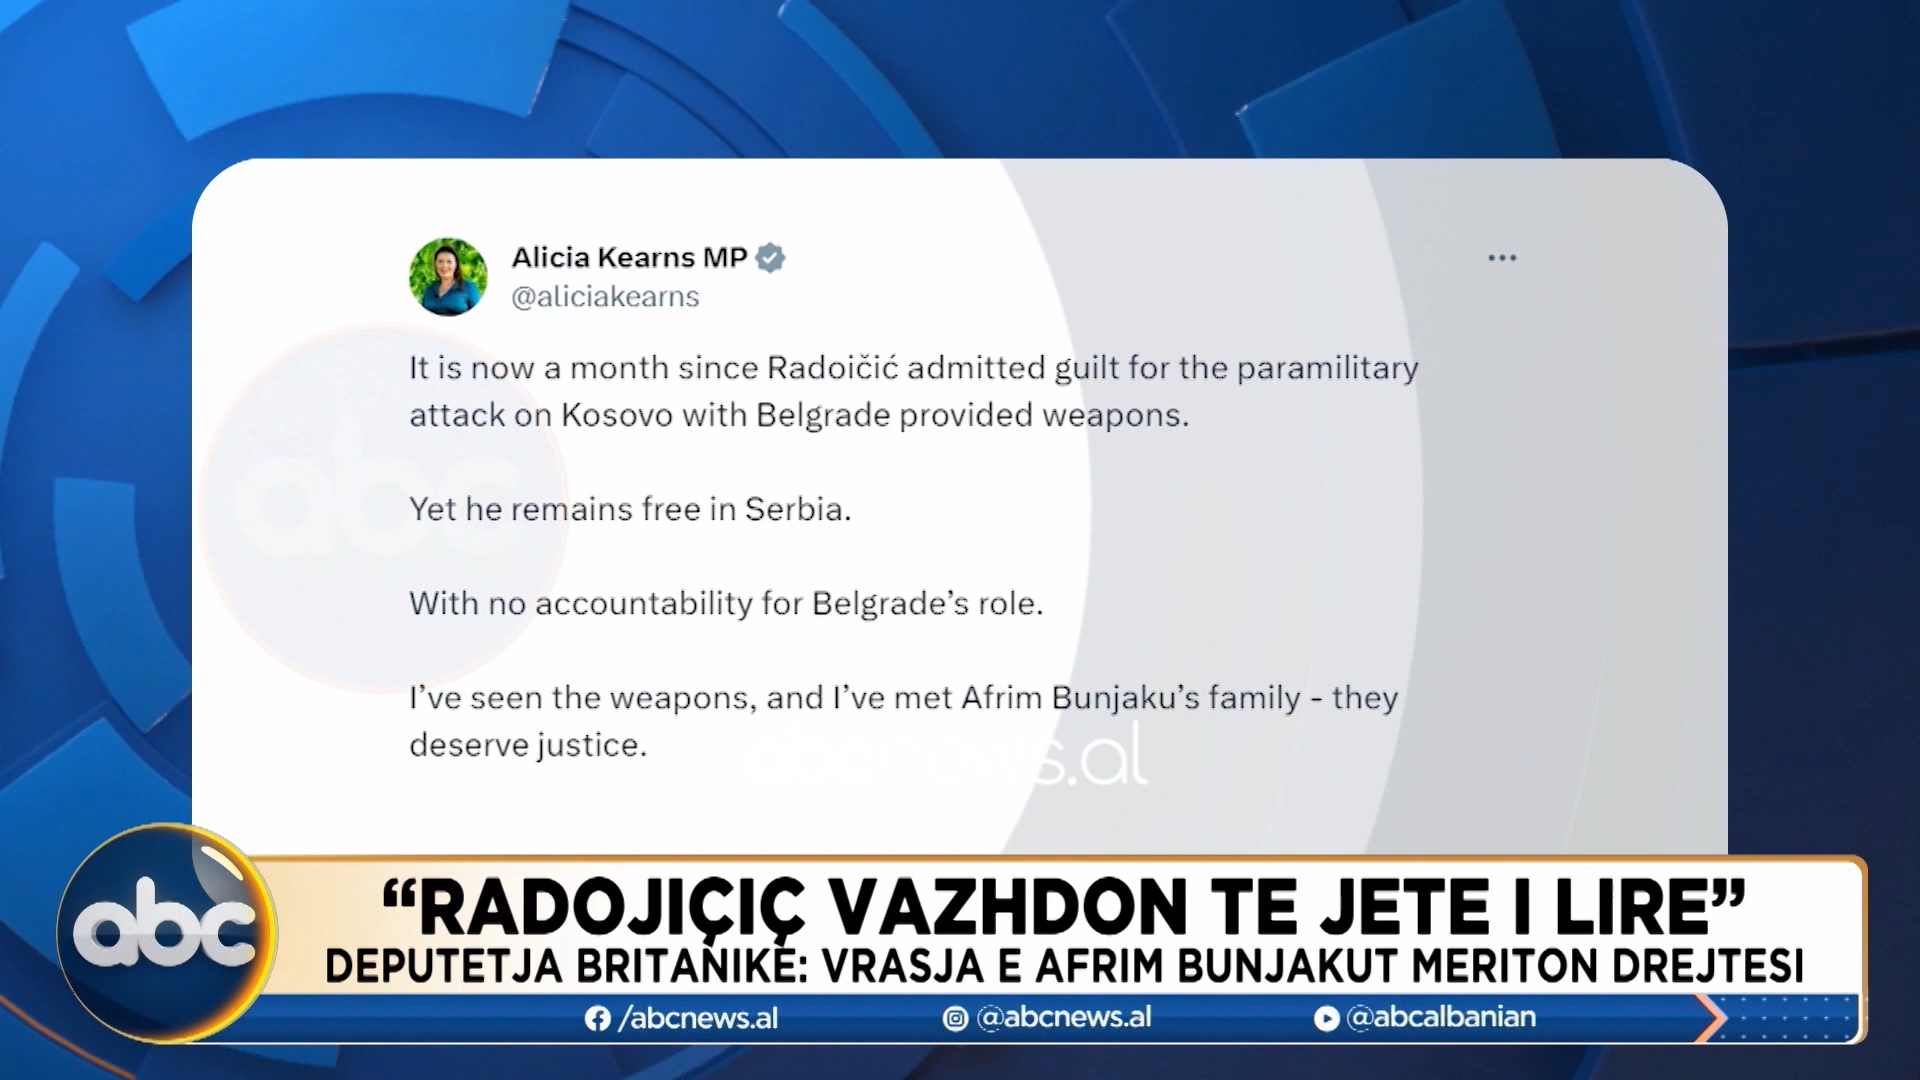 Alicia Kearns MP
@aliciakearns
It is now a month since Radoičić admitted guilt for the paramilitary
attack on Kosovo with Belgrade provided weapons.
Yet he remains free in Serbia.
With no accountability for Belgrade's role.
I've seen the weapons, and I've met Afrim Bunjaku's family - they
deserve justice.
abc
abcnews.al
abc
“RADOJIÇIÇ VAZHDON TE JETE I LIRE”
DEPUTETJA BRITANIKE: VRASJA E AFRIM BUNJAKUT MERITON DREJTESI
/abcnews.al
@abcnews.al
@abcalbanian